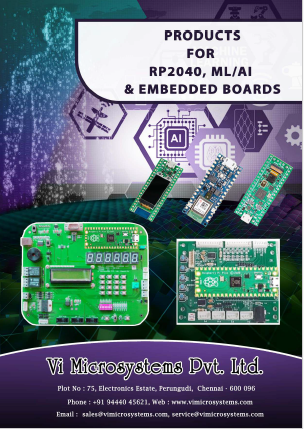 PRODUCTS
FOR
RP2040, ML/AI
& EMBEDDED BOARDS
AI
Vi Microsystems Pvt. Ltd.
Plot No : 75, Electronics Estate, Perungudi, Chennai - 600 096
Phone : +91 94440 45621, Web : www.vimicrosystems.com
Email : sales@vimicrosystems.com, service@vimicrosystems.com